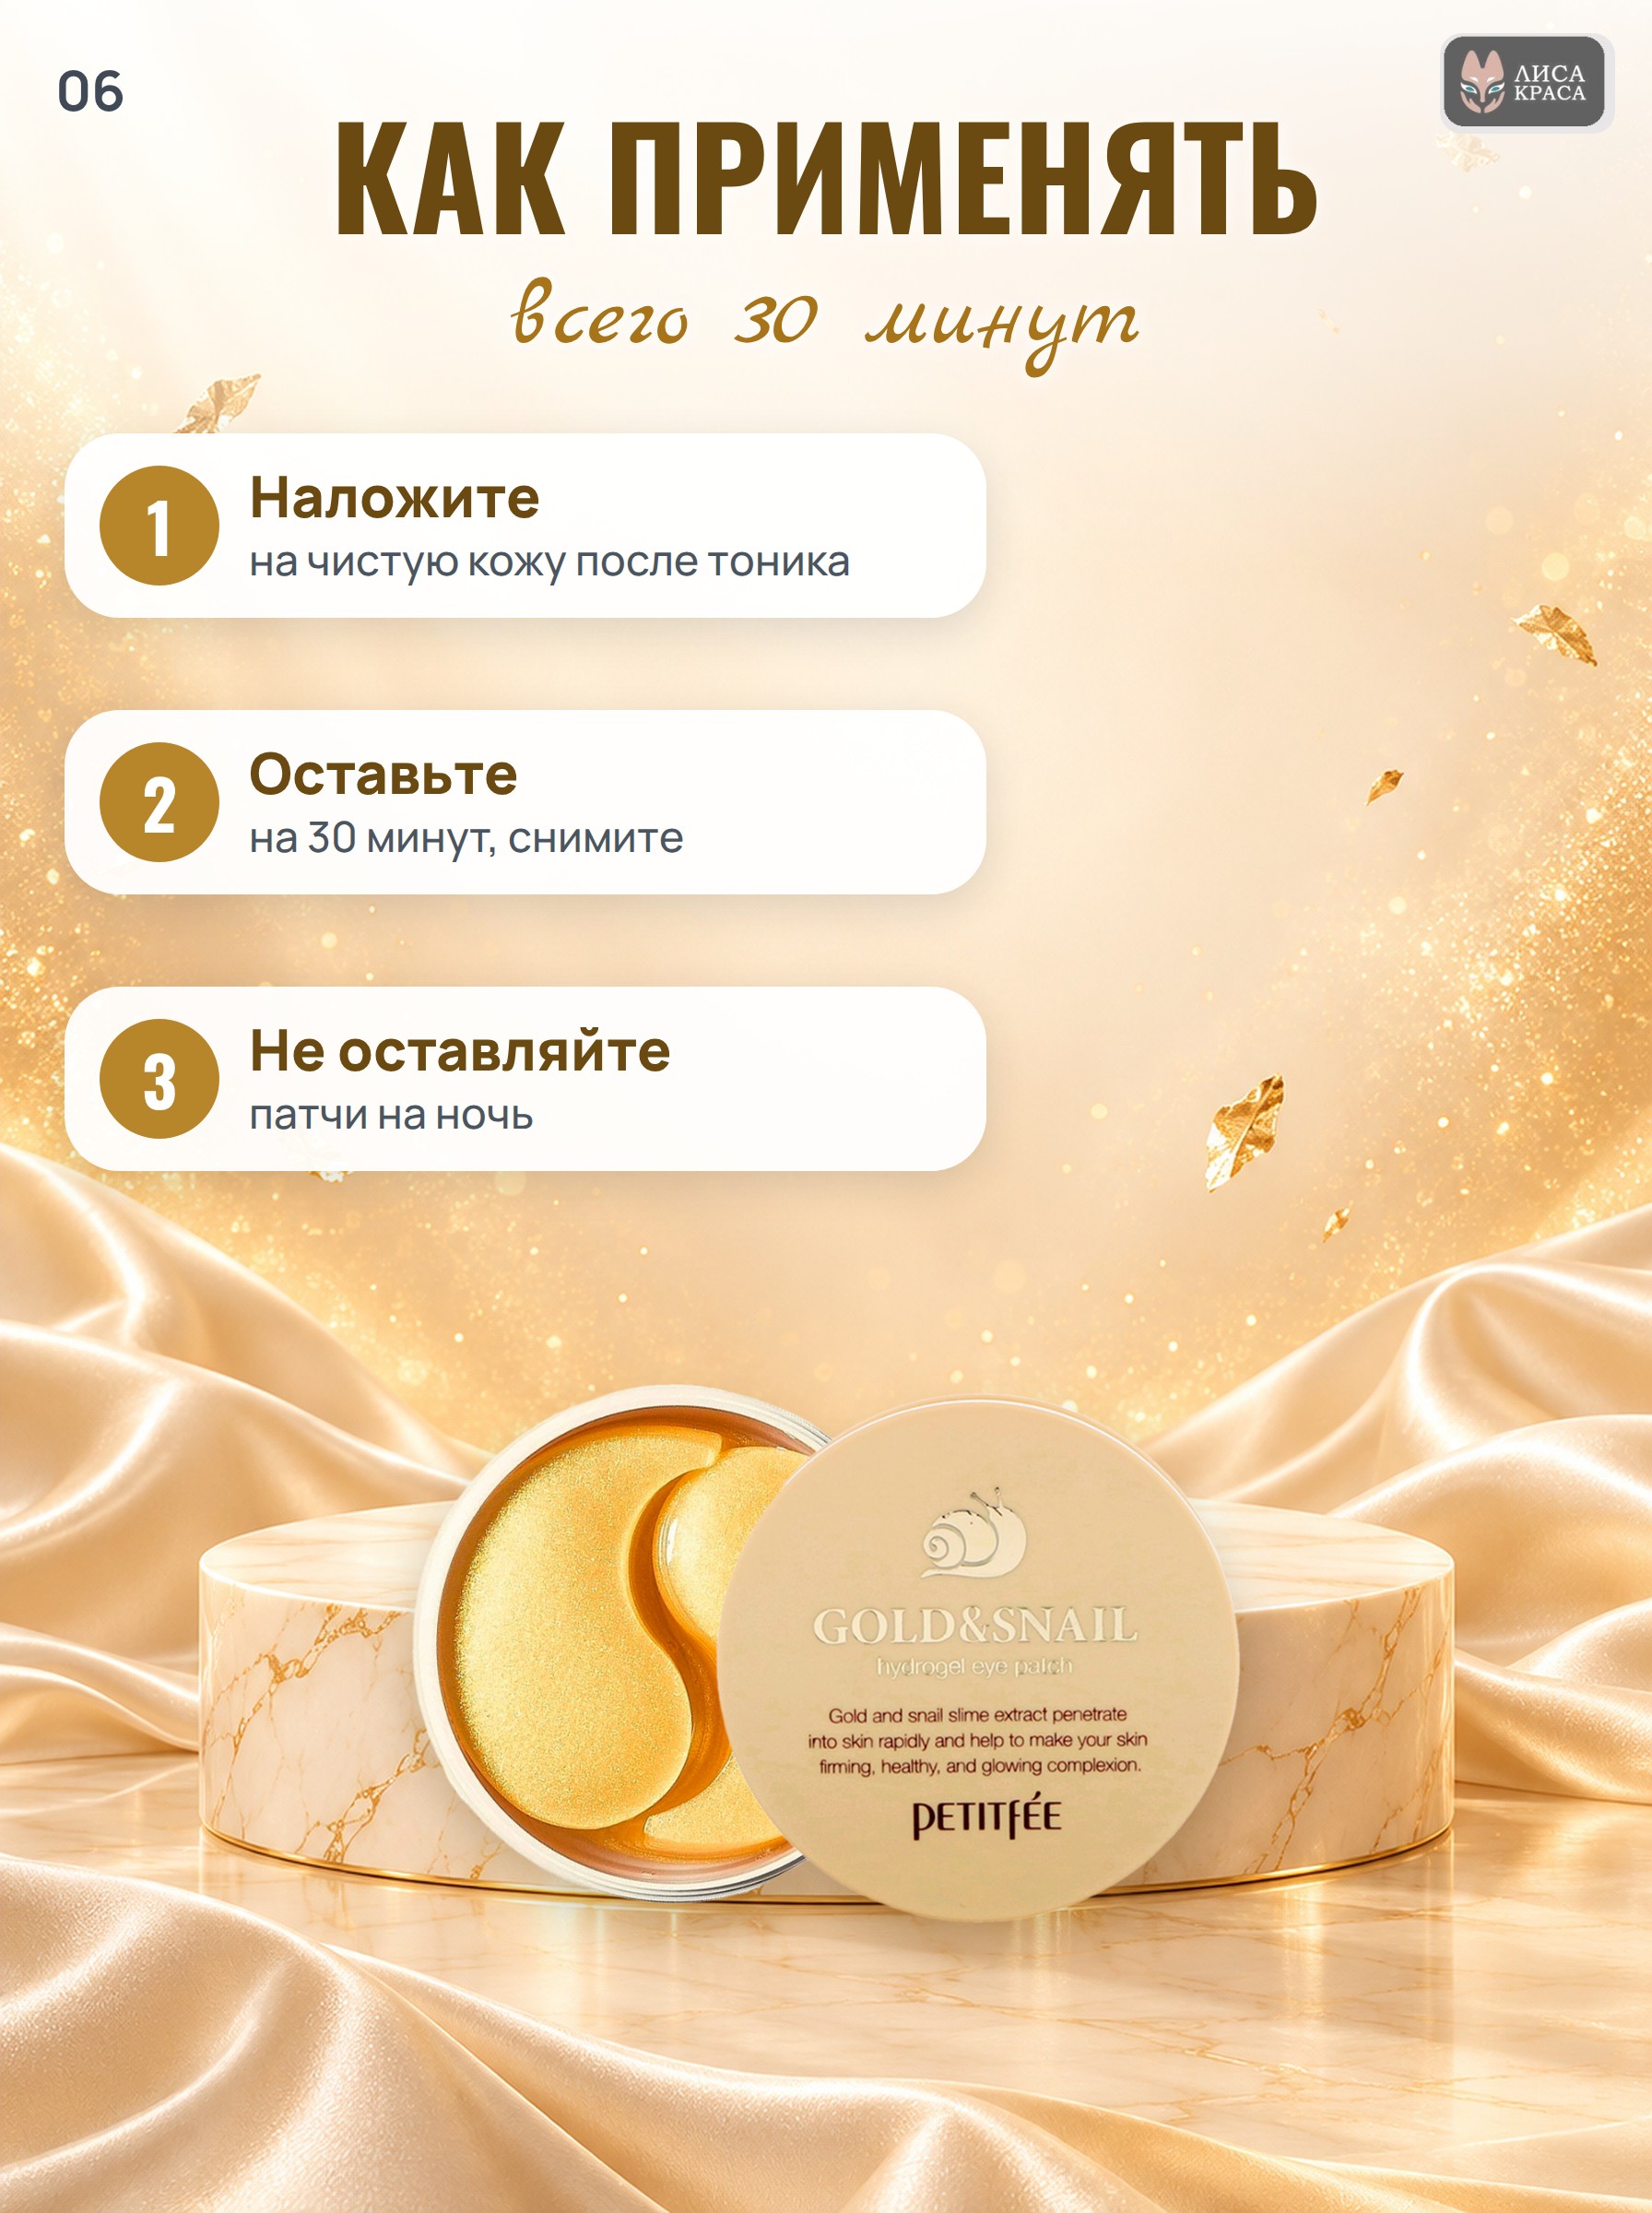 06
ЛИСА
КРАСА
КАК ПРИМЕНЯТЬ
всего 30 минут
1
Наложите
на чистую кожу после тоника
2
Оставьте
на 30 минут, снимите
3
Не оставляйте
патчи на ночь
GOLD&SNAIL
hydrogel eye patch
Gold and snail slime extract penetrate
into skin rapidly and help to make your skin
firming, healthy, and glowing complexion.
PETITFÉE